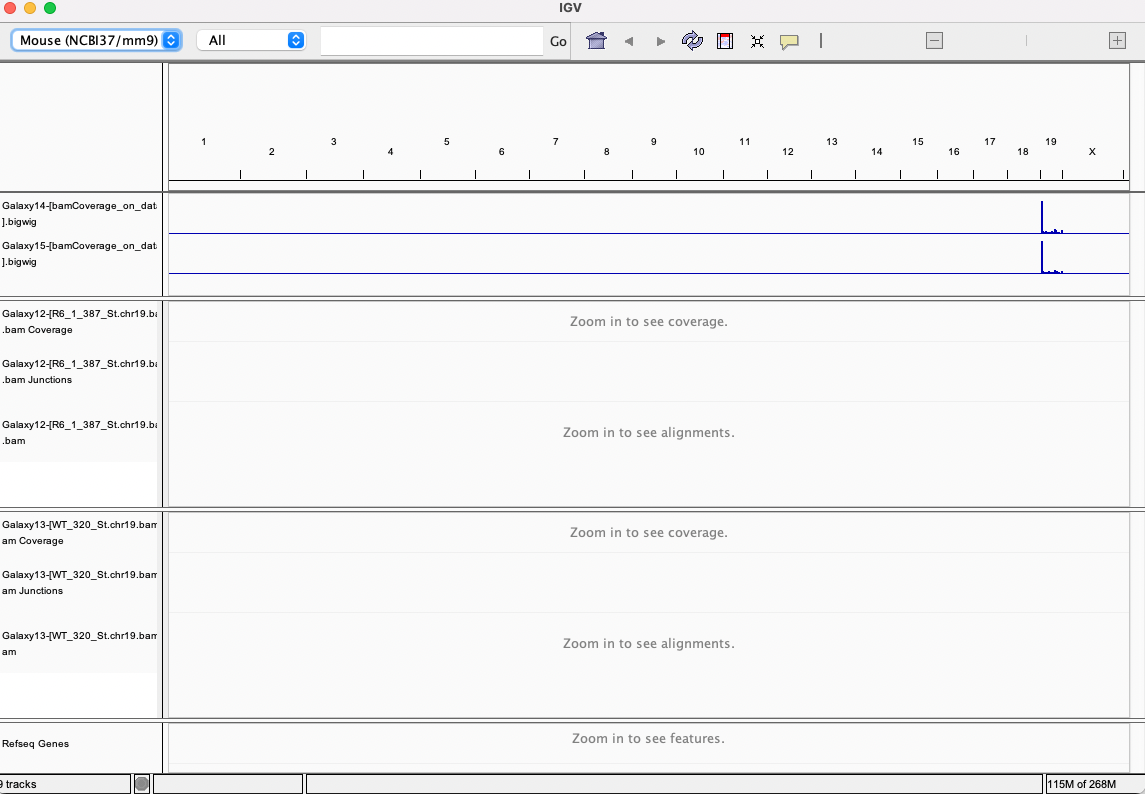 IGV
Mouse (NCBI37/mm9) All Go
1 2 3 4 5 6 7 8 9 10 11 12 13 14 15 16 17 18 19 X
Galaxy14-[bamCoverage_on_dat
].bigwig
Galaxy15-[bamCoverage_on_dat
].bigwig
Galaxy12-[R6_1_387_St.chr19.ba
.bam Coverage
Zoom in to see coverage.
Galaxy12-[R6_1_387_St.chr19.ba
.bam Junctions
Galaxy12-[R6_1_387_St.chr19.ba
.bam
Zoom in to see alignments.
Galaxy13-[WT_320_St.chr19.bam
am Coverage
Zoom in to see coverage.
Galaxy13-[WT_320_St.chr19.bam
am Junctions
Galaxy13-[WT_320_St.chr19.bam
am
Zoom in to see alignments.
Refseq Genes
Zoom in to see features.
9 tracks 115M of 268M